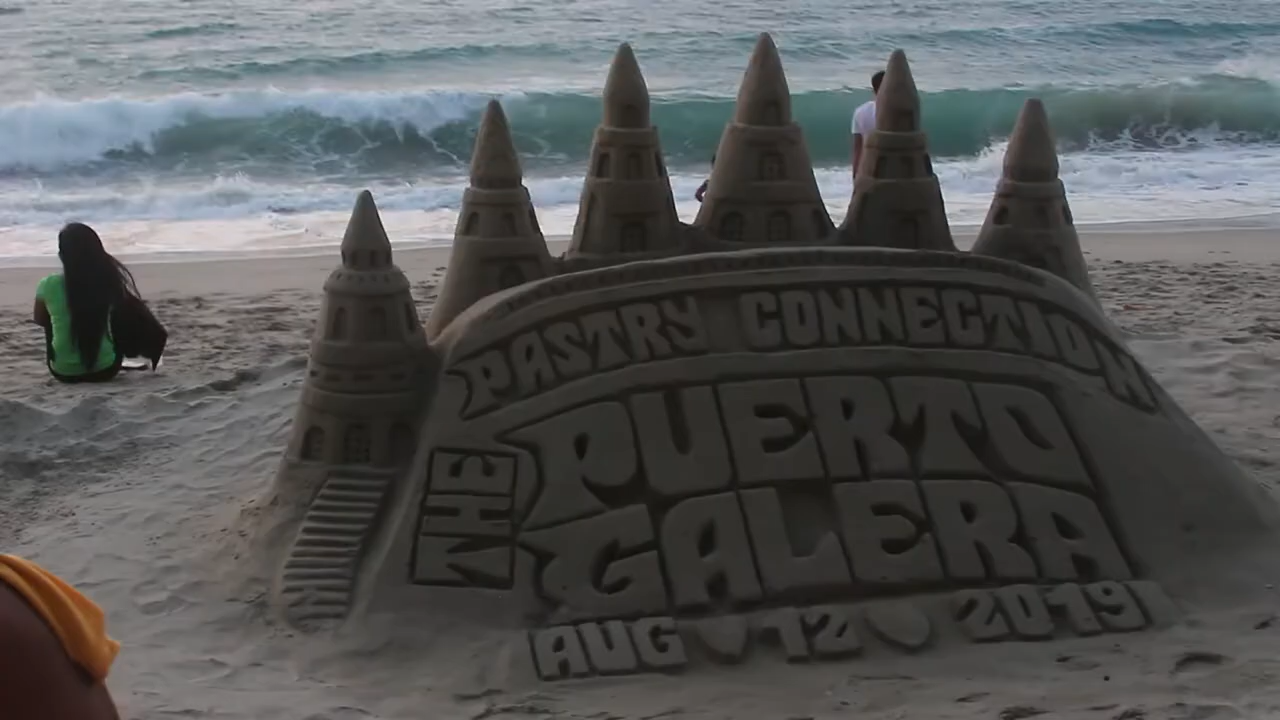 THE
PASTRY CONNECTION
PUERTO
GALERA
AUG 12 2019